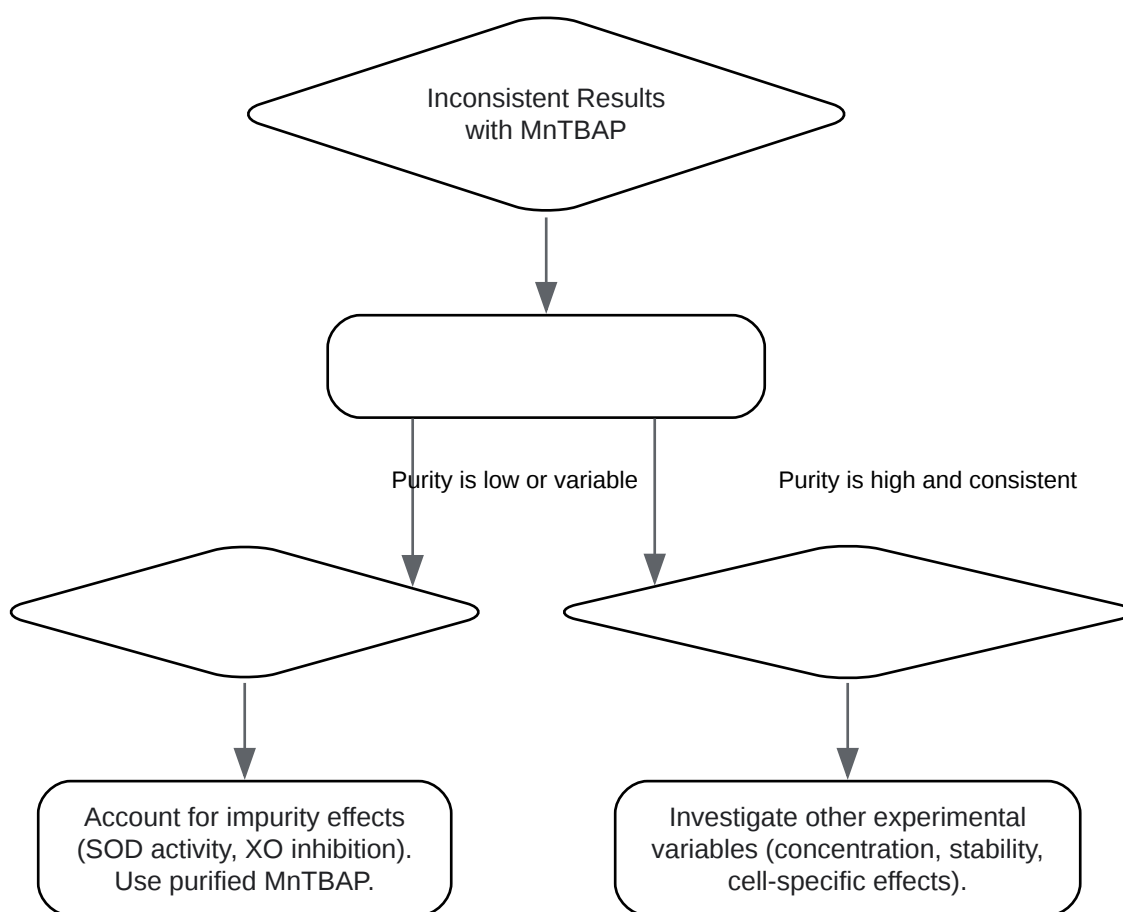 Inconsistent Results
with MnTBAP
Purity is low or variable
Purity is high and consistent
Account for impurity effects
(SOD activity, XO inhibition).
Use purified MnTBAP.
Investigate other experimental
variables (concentration, stability,
cell-specific effects).